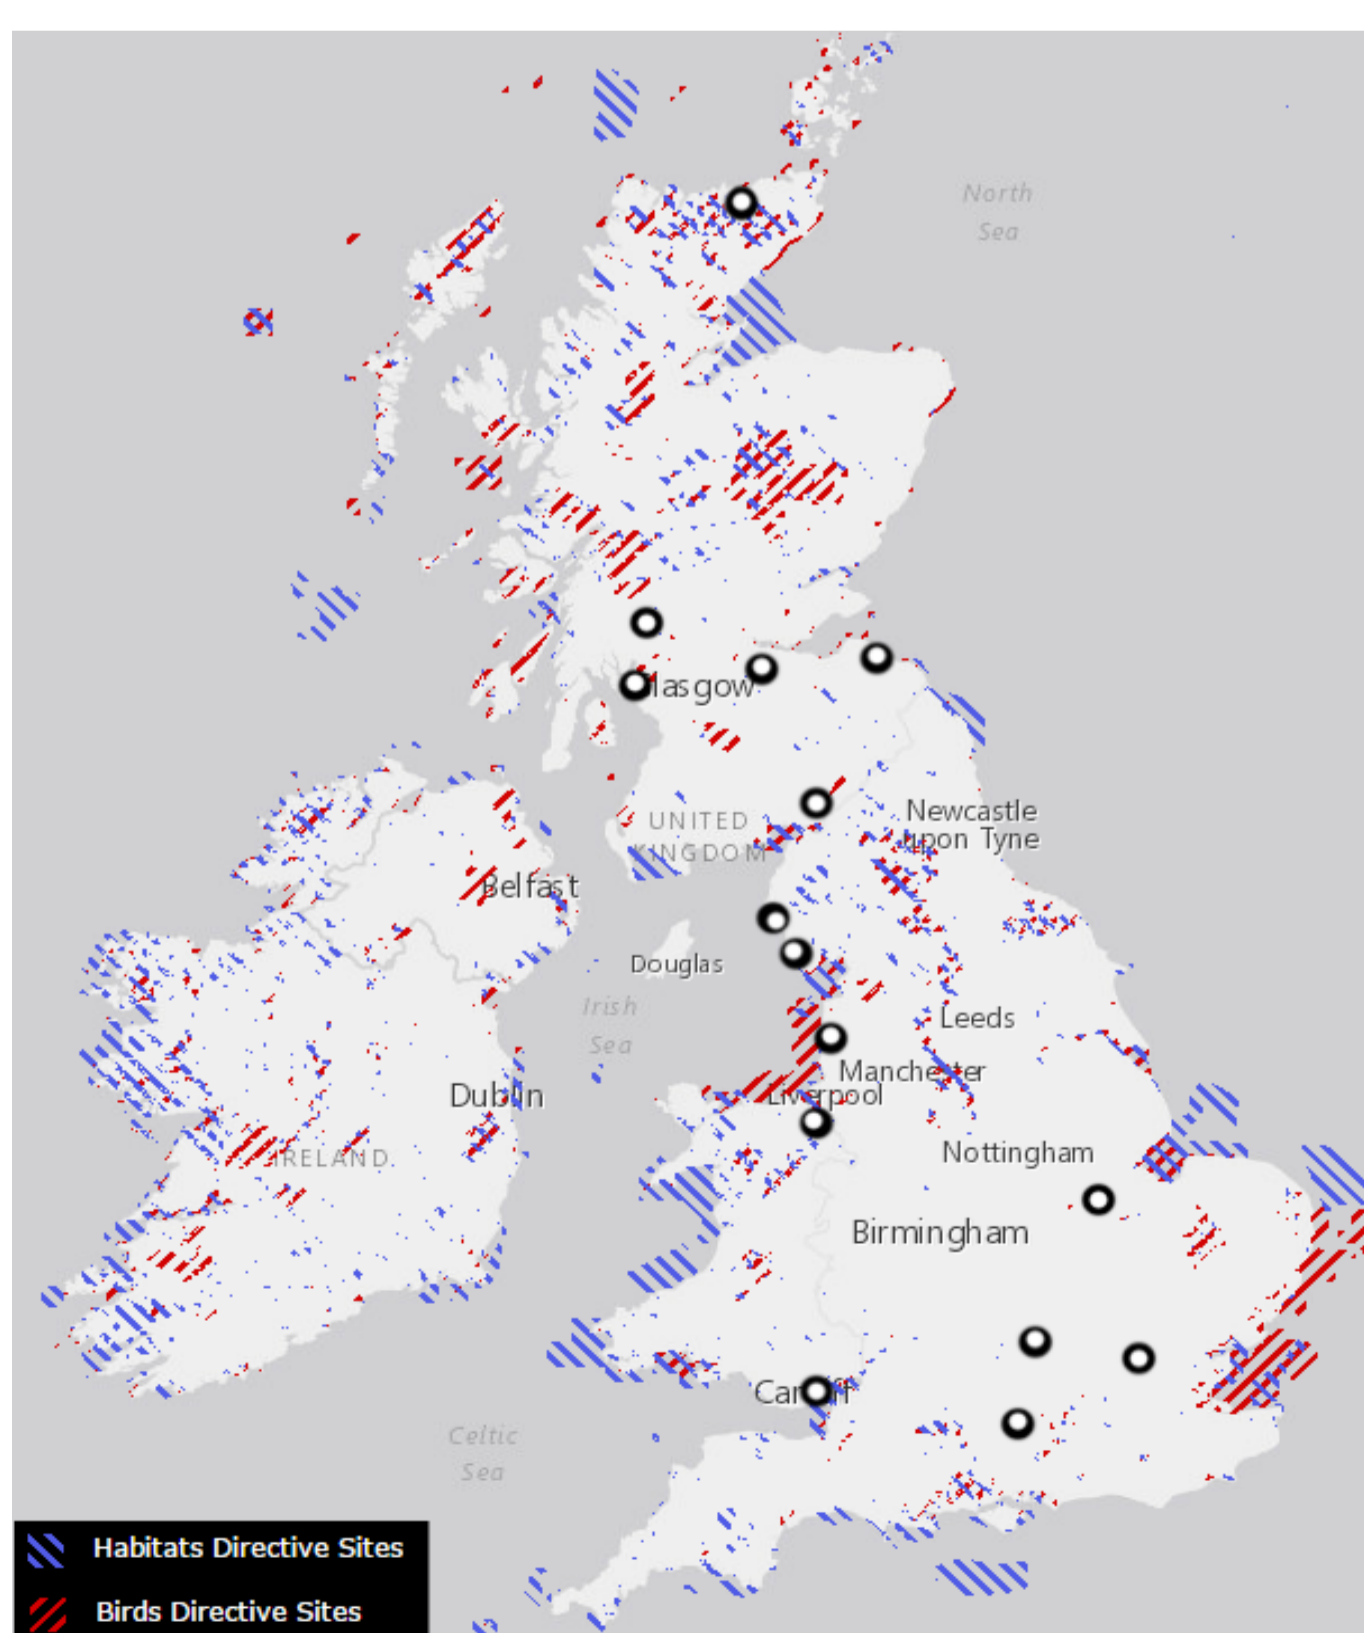 North
Sea
Glasgow
UNITED
KINGDOM
Newcastle
upon Tyne
Belfast
Douglas
Irish
Sea
Leeds
Manchester
Liverpool
Dublin
IRELAND
Nottingham
Birmingham
Cardiff
Celtic
Sea
Habitats Directive Sites
Birds Directive Sites